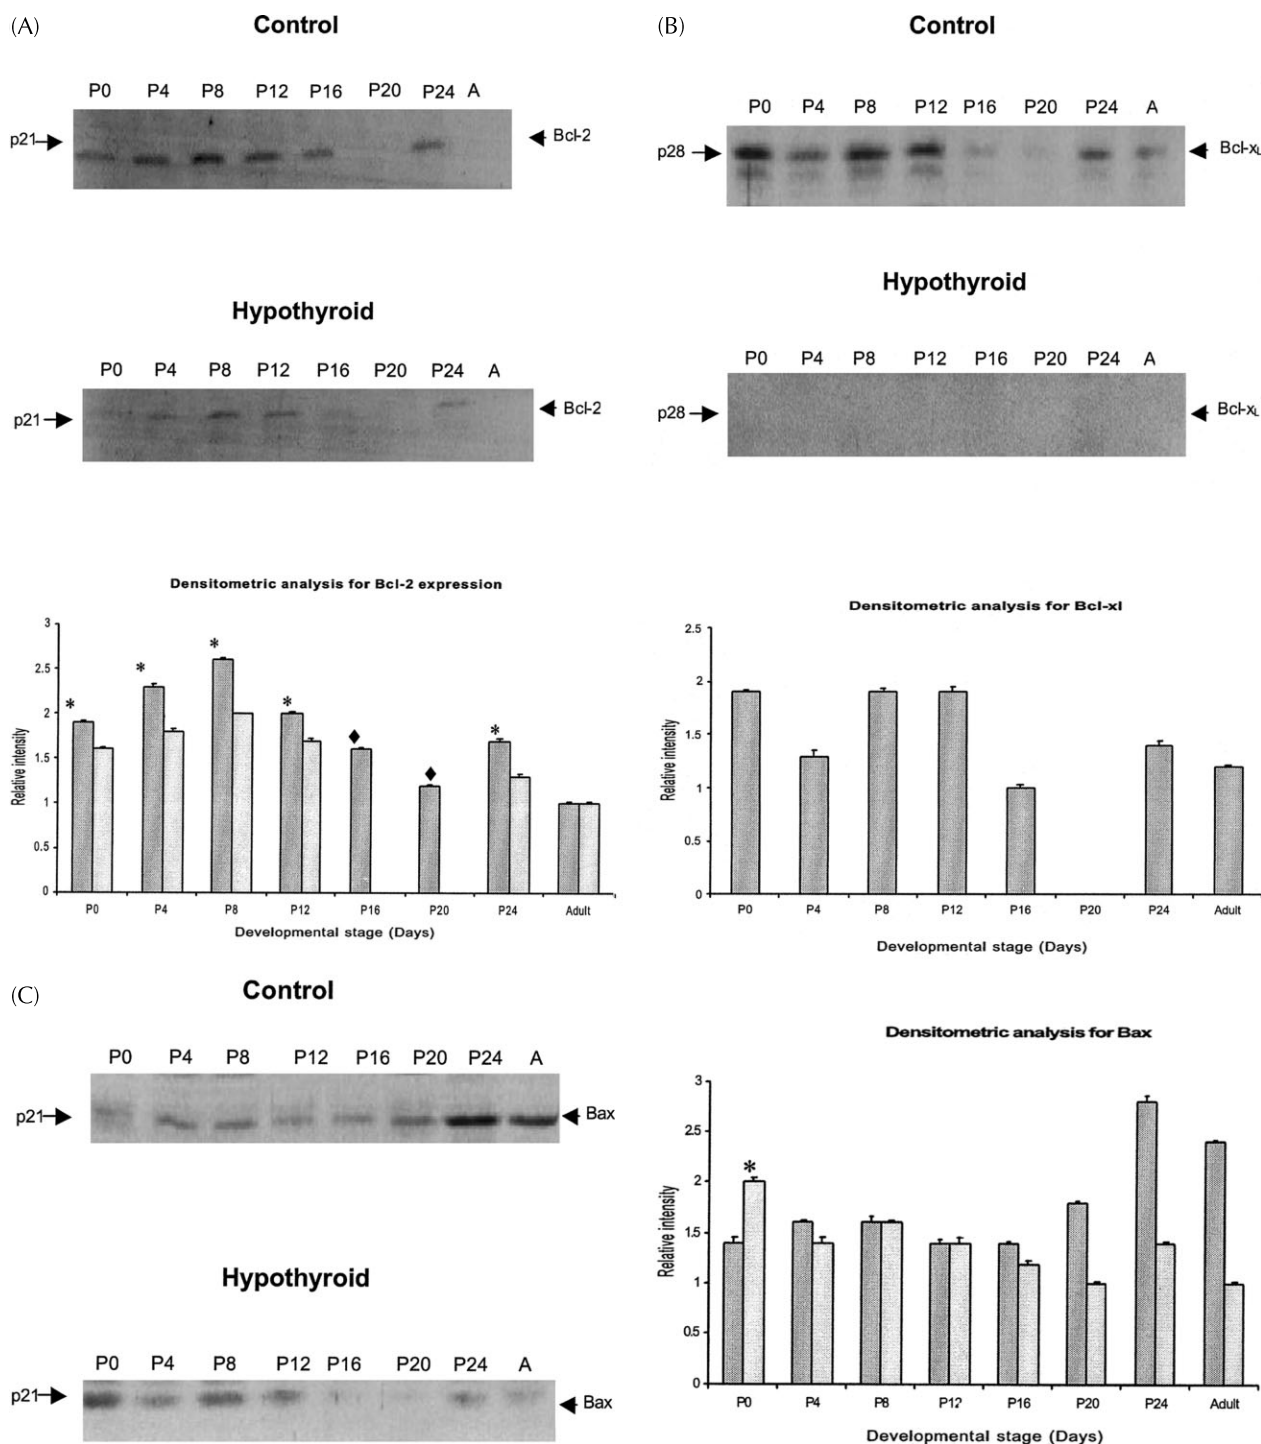 (A)
Control
P0 P4 P8 P12 P16 P20 P24 A
p21
Bcl-2
Hypothyroid
P0 P4 P8 P12 P16 P20 P24 A
p21
Bcl-2
Densitometric analysis for Bcl-2 expression
3
2.5
2
1.5
1
0.5
0
Relative intensity
* * * * ♦ ♦ *
P0 P4 P8 P12 P16 P20 P24 Adult
Developmental stage (Days)
(B)
Control
P0 P4 P8 P12 P16 P20 P24 A
p28
Bcl-xL
Hypothyroid
P0 P4 P8 P12 P16 P20 P24 A
p28
Bcl-xL
Densitometric analysis for Bcl-xl
2.5
2
1.5
1
0.5
0
Relative intensity
P0 P4 P8 P12 P16 P20 P24 Adult
Developmental stage (Days)
(C)
Control
P0 P4 P8 P12 P16 P20 P24 A
p21
Bax
Hypothyroid
P0 P4 P8 P12 P16 P20 P24 A
p21
Bax
Densitometric analysis for Bax
3
2.5
2
1.5
1
0.5
0
Relative intensity
*
P0 P4 P8 P12 P16 P20 P24 Adult
Developmental stage (Days)